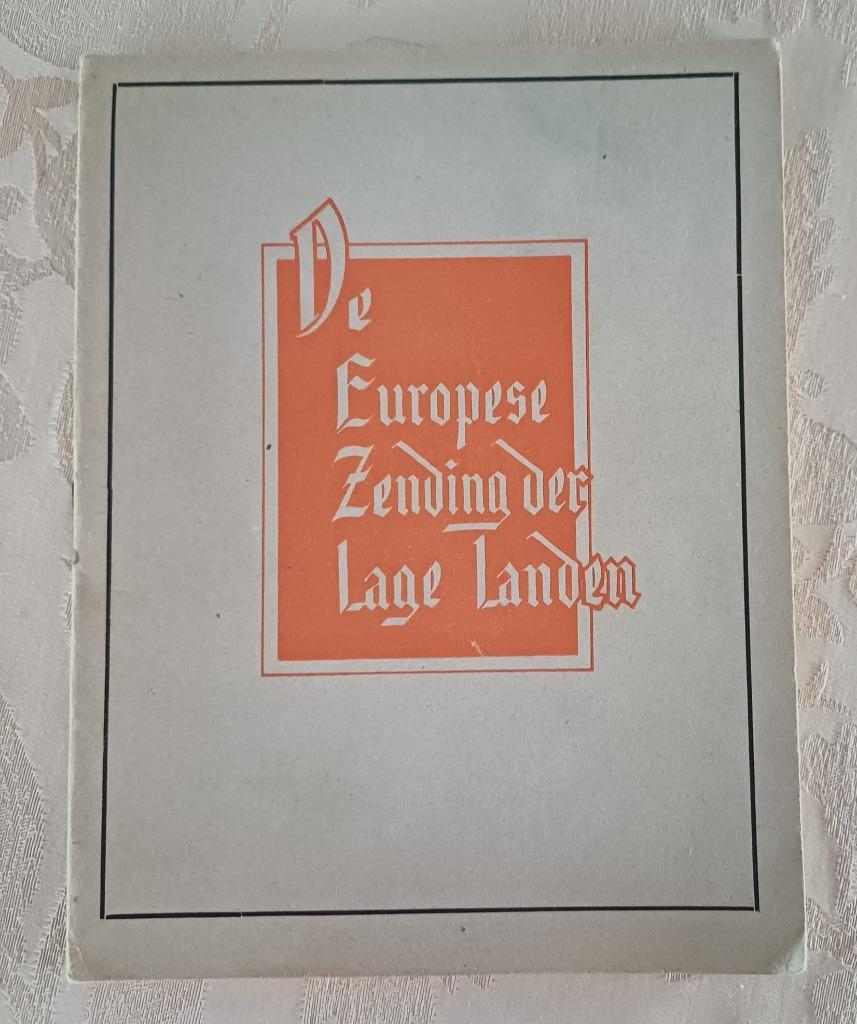 De
Europese
Zending der
Lage Landen